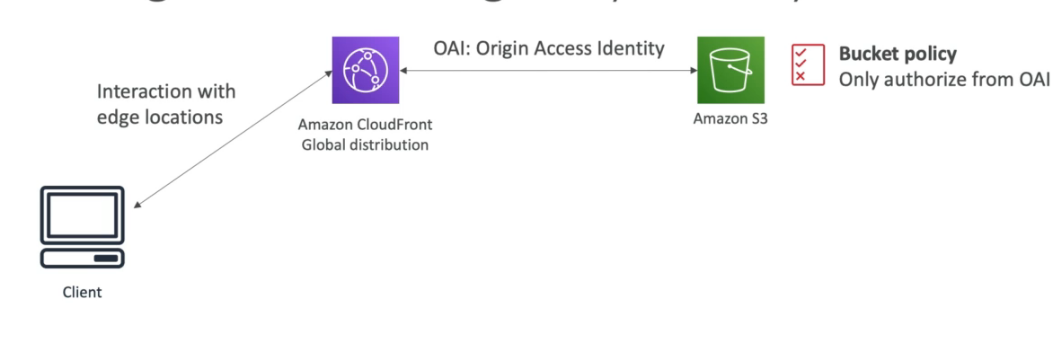 OAI: Origin Access Identity
Bucket policy
Only authorize from OAI
Interaction with
edge locations
Amazon CloudFront
Global distribution
Amazon S3
Client